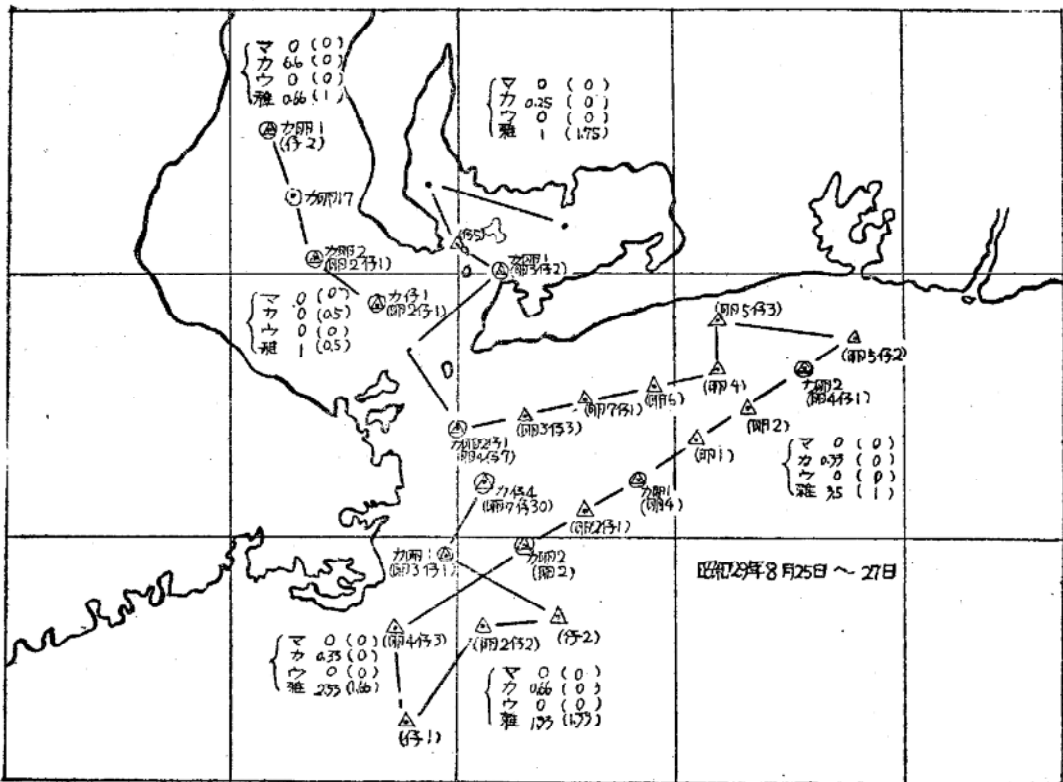 マ 0 (0)
カ 6.6 (0)
ウ 0 (0)
雑 0.66 (1)
マ 0 (0)
カ 0.25 (0)
ウ 0 (0)
雑 1 (1.75)
カ卵1
(仔2)
カ卵17
カ卵2
(卵2仔1)
カ仔1
(卵2仔1)
(仔5)
カ卵1
(卵3仔2)
マ 0 (0)
カ 0 (0.5)
ウ 0 (0)
雑 1 (0.5)
(卵5仔3)
(卵5仔2)
(卵4)
(卵7仔1)
(卵3仔3)
カ卵2
(卵4仔1)
(卵2)
(卵1)
カ卵1
(卵4)
(卵2仔1)
マ 0 (0)
カ 0.33 (0)
ウ 0 (0)
雑 3.5 (1)
カ仔4
(卵7仔30)
カ卵1
(卵3仔1)
カ卵2
(卵2)
昭和29年8月25日～27日
(卵4仔3)
(卵2仔2)
(仔2)
(仔1)
マ 0 (0)
カ 0.33 (0)
ウ 0 (0)
雑 2.33 (1.66)
マ 0 (0)
カ 0.66 (0)
ウ 0 (0)
雑 1.33 (1.33)